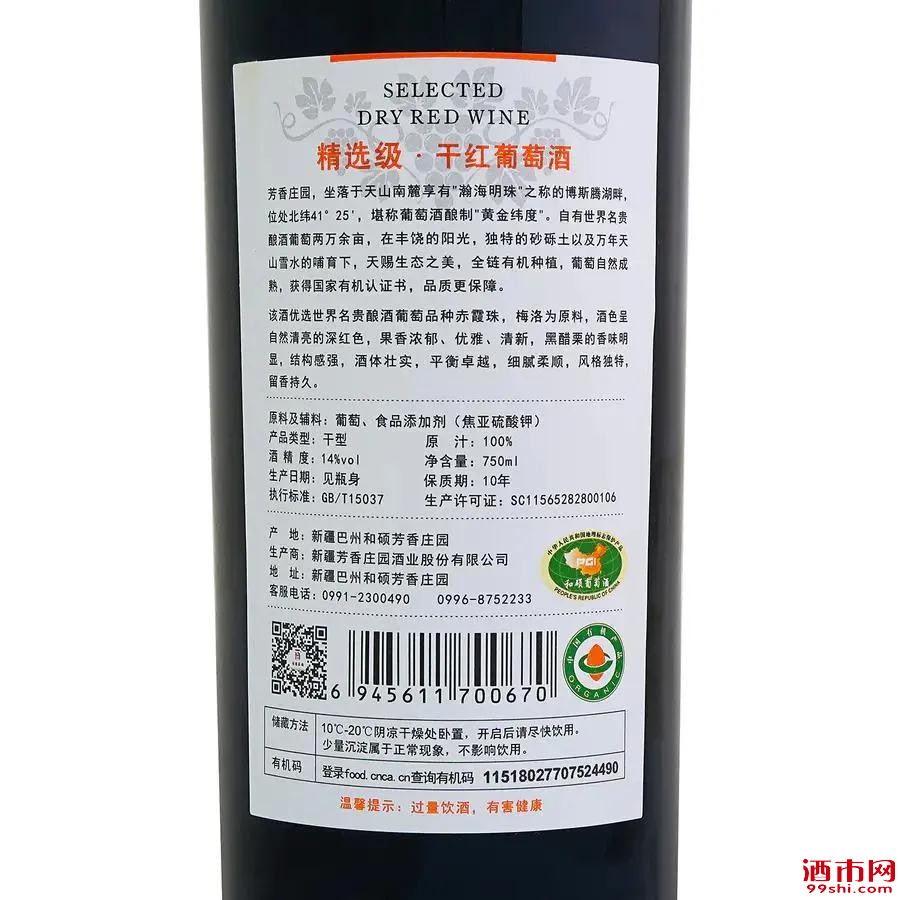 SELECTED
DRY RED WINE
精选级·干红葡萄酒
芳香庄园，坐落于天山南麓享有"瀚海明珠"之称的博斯腾湖畔，
位处北纬41°25'，堪称葡萄酒酿制"黄金纬度"。自有世界名贵
酿酒葡萄两万余亩，在丰饶的阳光，独特的砂砾土以及万年天
山雪水的哺育下，天赐生态之美，全链有机种植，葡萄自然成
熟，获得国家有机认证书，品质更保障。
该酒优选世界名贵酿酒葡萄品种赤霞珠，梅洛为原料，酒色呈
自然清亮的深红色，果香浓郁、优雅、清新，黑醋栗的香味明
显，结构感强，酒体壮实，平衡卓越，细腻柔顺，风格独特，
留香持久。
原料及辅料：葡萄、食品添加剂（焦亚硫酸钾）
产品类型：干型 原 汁：100%
酒精度：14%vol 净含量：750ml
生产日期：见瓶身 保质期：10年
执行标准：GB/T15037 生产许可证：SC11565282800106
产 地：新疆巴州和硕芳香庄园
生产商：新疆芳香庄园酒业股份有限公司
地 址：新疆巴州和硕芳香庄园
客服电话：0991-2300490 0996-8752233
中华人民共和国地理标志保护产品
PGI
和硕葡萄酒
PEOPLE'S REPUBLIC OF CHINA
中国有机产品
ORGANIC
6 945611 700670
储藏方法 10℃-20℃阴凉干燥处卧置，开启后请尽快饮用。
少量沉淀属于正常现象，不影响饮用。
有机码 登录food.cnca.cn查询有机码 11518027707524490
温馨提示：过量饮酒，有害健康
酒市网
99shi.com